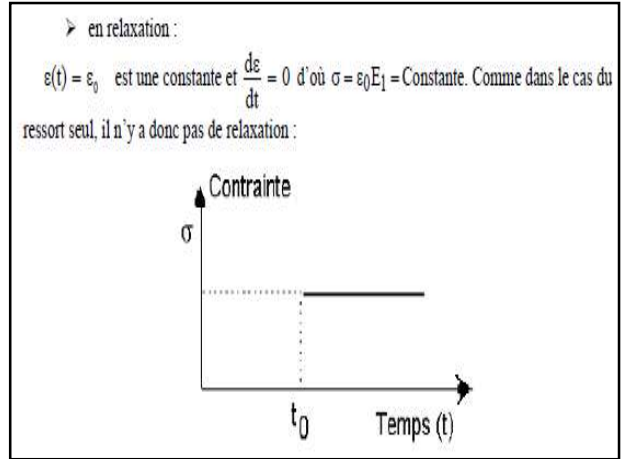 ➢ en relaxation :
ε(t) = ε₀ est une constante et dε/dt = 0 d'où σ = ε₀E₁ = Constante. Comme dans le cas du
ressort seul, il n'y a donc pas de relaxation :
Contrainte
σ
t₀
Temps (t)